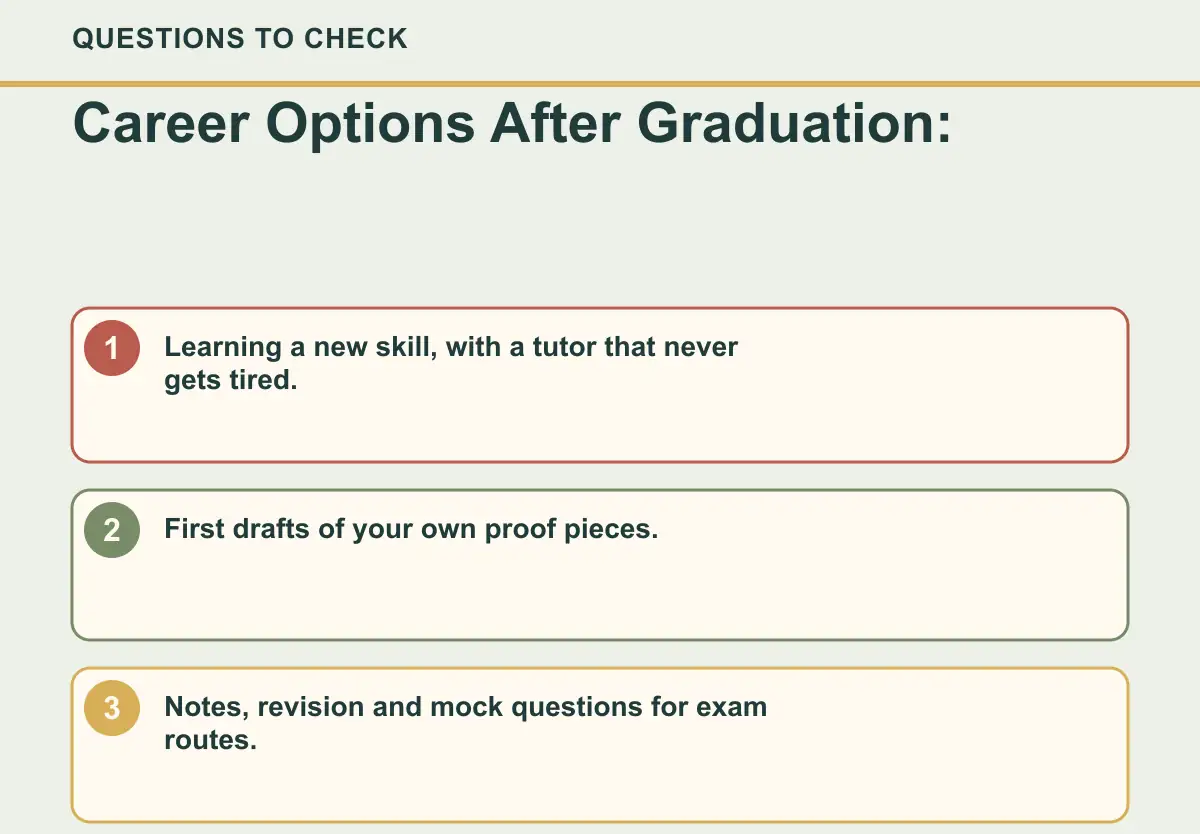 QUESTIONS TO CHECK
Career Options After Graduation:
1
Learning a new skill, with a tutor that never
gets tired.
2
First drafts of your own proof pieces.
3
Notes, revision and mock questions for exam
routes.